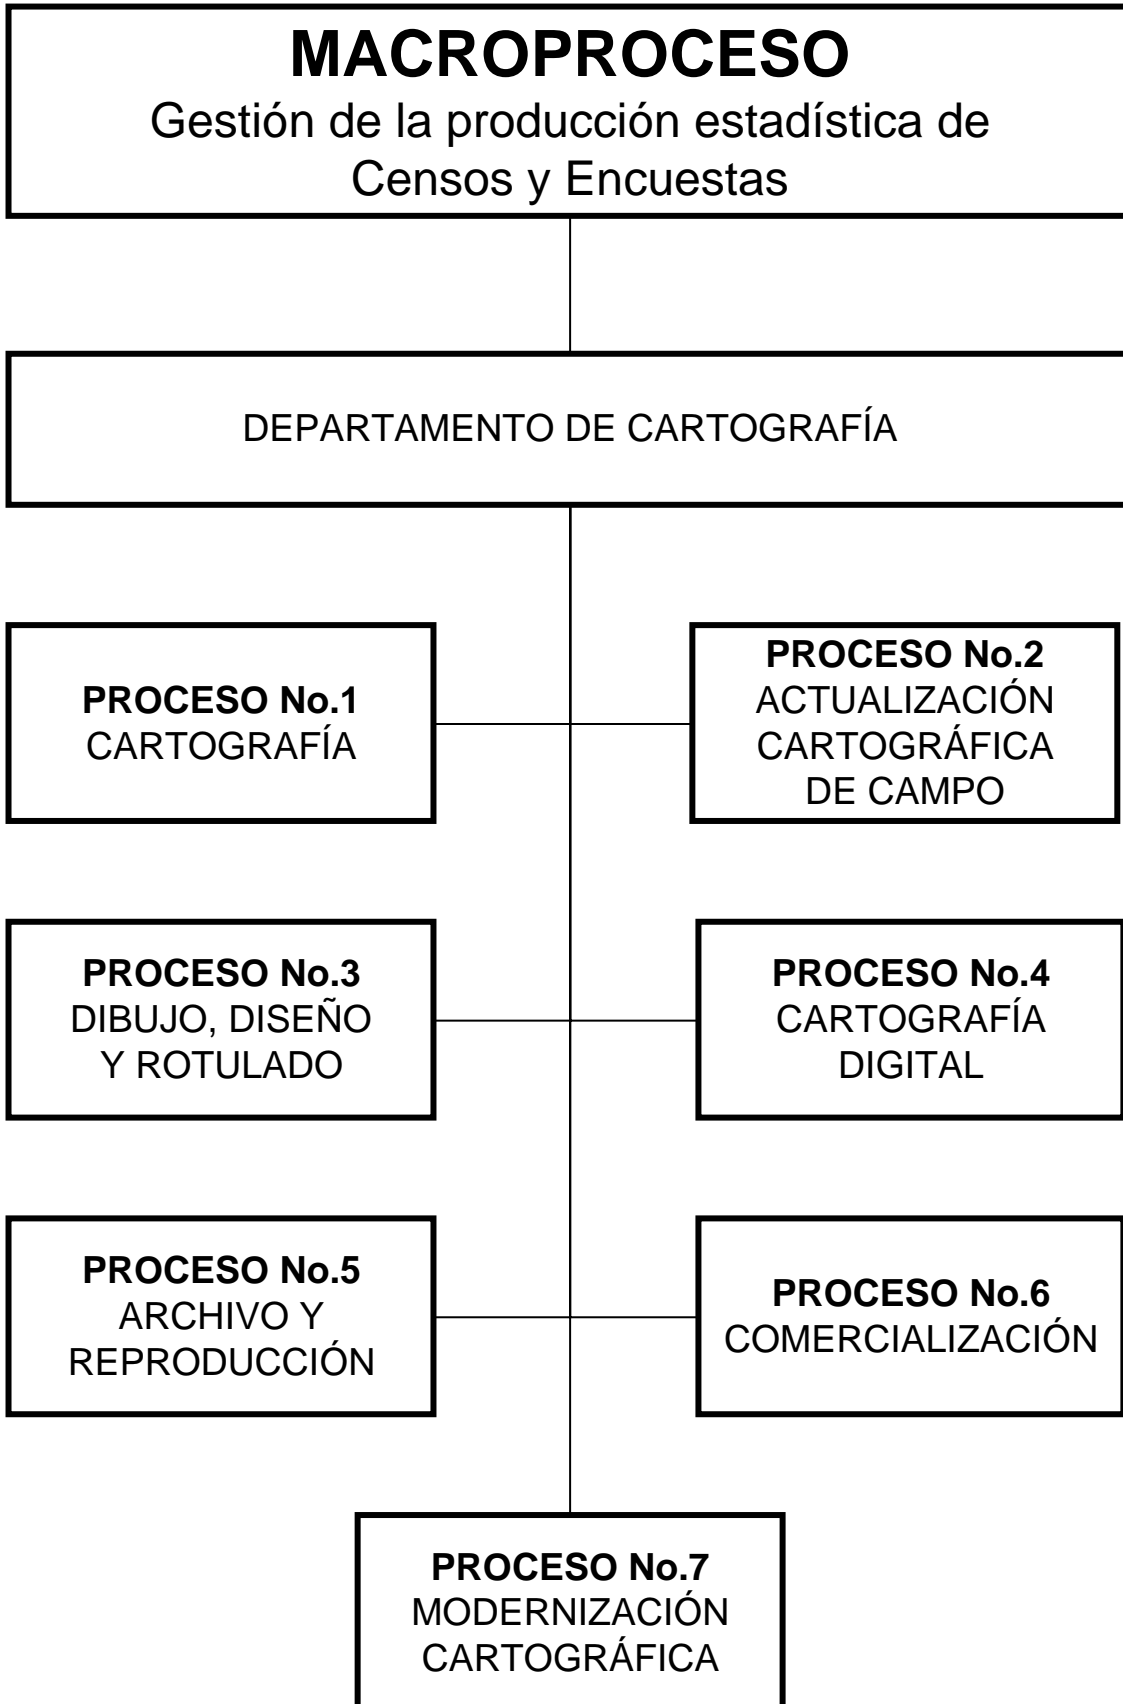 MACROPROCESO
Gestión de la producción estadística de
Censos y Encuestas
DEPARTAMENTO DE CARTOGRAFÍA
PROCESO No.1
CARTOGRAFÍA
PROCESO No.2
ACTUALIZACIÓN
CARTOGRÁFICA
DE CAMPO
PROCESO No.3
DIBUJO, DISEÑO
Y ROTULADO
PROCESO No.4
CARTOGRAFÍA
DIGITAL
PROCESO No.5
ARCHIVO Y
REPRODUCCIÓN
PROCESO No.6
COMERCIALIZACIÓN
PROCESO No.7
MODERNIZACIÓN
CARTOGRÁFICA